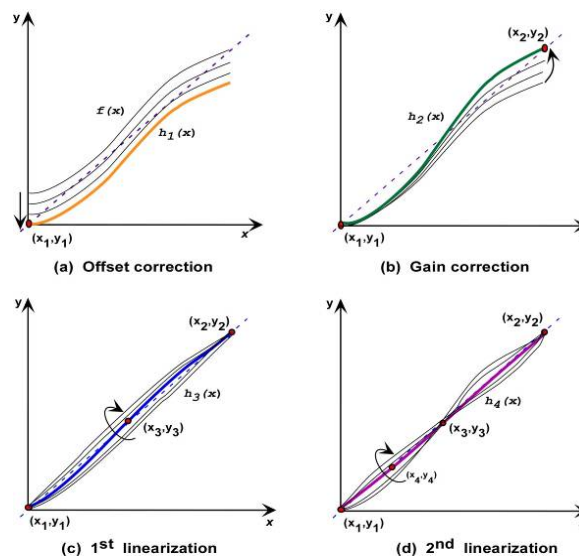 y
f(x)
h1(x)
(x1,y1)
x
(a) Offset correction
y
(x2,y2)
h2(x)
(x1,y1)
x
(b) Gain correction
y
(x2,y2)
h3(x)
(x3,y3)
(x1,y1)
x
(c) 1st linearization
y
(x2,y2)
h4(x)
(x3,y3)
(x4,y4)
(x1,y1)
x
(d) 2nd linearization